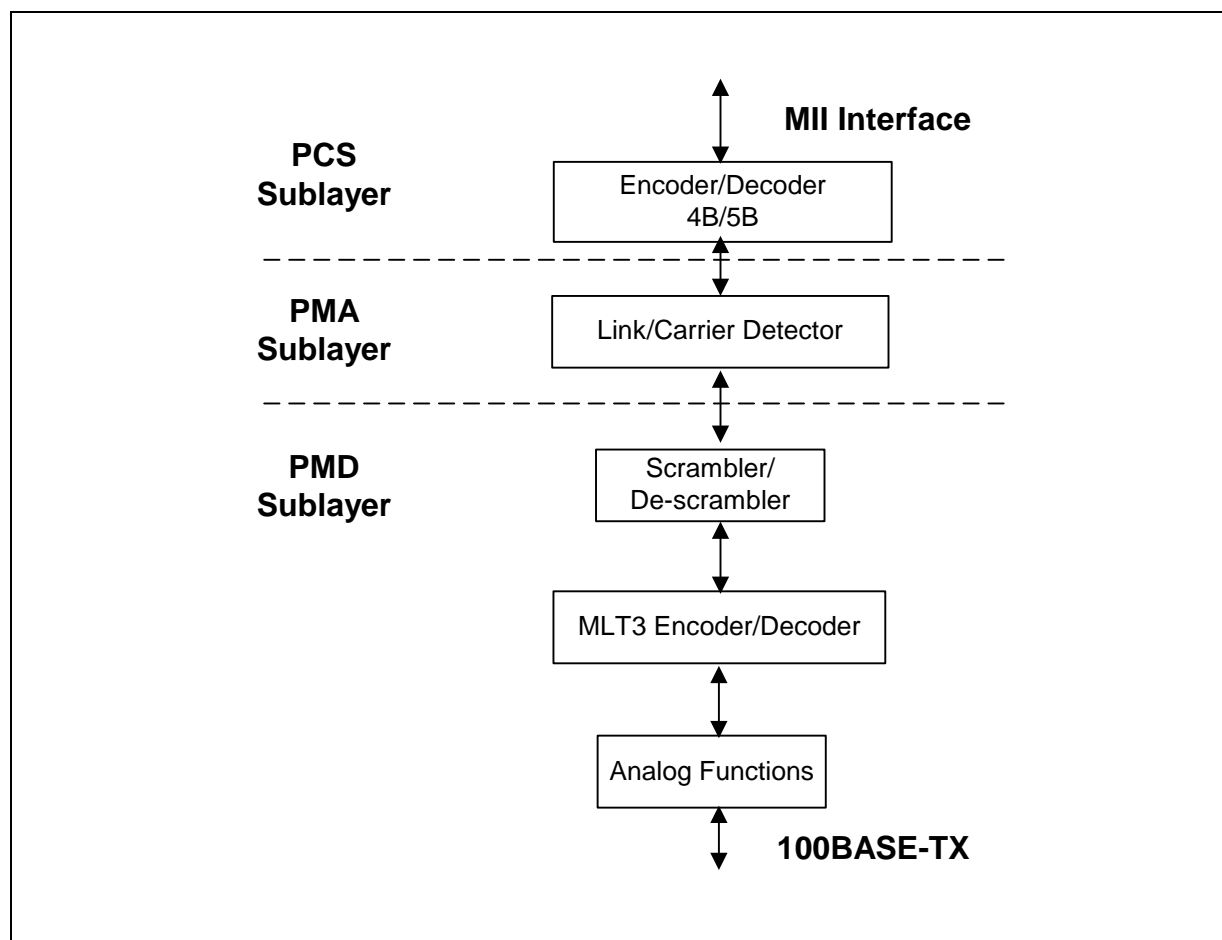 MII Interface
PCS
Sublayer
Encoder/Decoder
4B/5B
PMA
Sublayer
Link/Carrier Detector
PMD
Sublayer
Scrambler/
De-scrambler
MLT3 Encoder/Decoder
Analog Functions
100BASE-TX